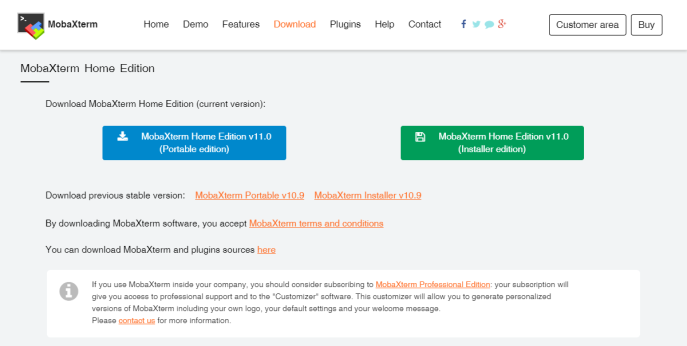 MobaXterm
Home Demo Features Download Plugins Help Contact
Customer area Buy
MobaXterm Home Edition
Download MobaXterm Home Edition (current version):
MobaXterm Home Edition v11.0
(Portable edition)
MobaXterm Home Edition v11.0
(Installer edition)
Download previous stable version: MobaXterm Portable v10.9 MobaXterm Installer v10.9
By downloading MobaXterm software, you accept MobaXterm terms and conditions
You can download MobaXterm and plugins sources here
If you use MobaXterm inside your company, you should consider subscribing to MobaXterm Professional Edition: your subscription will
give you access to professional support and to the "Customizer" software. This customizer will allow you to generate personalized
versions of MobaXterm including your own logo, your default settings and your welcome message.
Please contact us for more information.